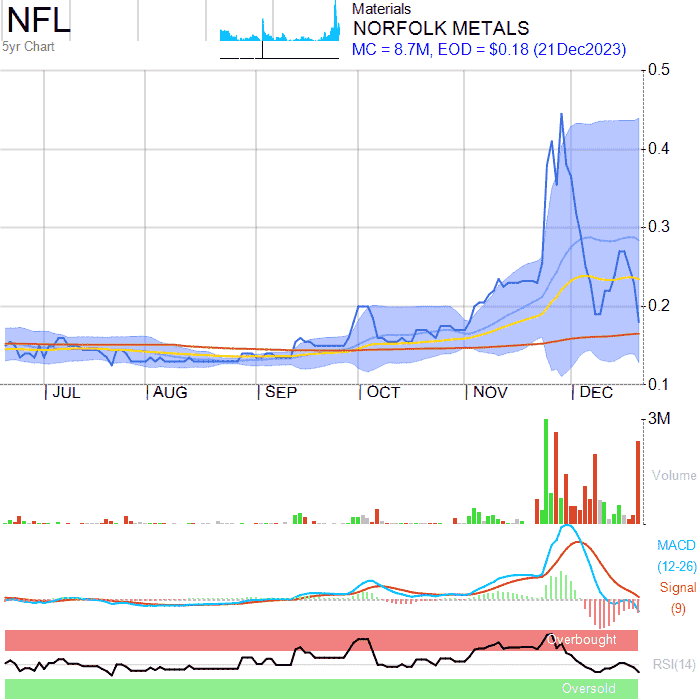 NFL
5yr Chart
Materials
NORFOLK METALS
MC = 8.7M, EOD = $0.18 (21Dec2023)
0.5
0.4
0.3
0.2
0.1
JUL AUG SEP OCT NOV DEC
3M
Volume
MACD
(12-26)
Signal
(9)
Overbought
RSI(14)
Oversold